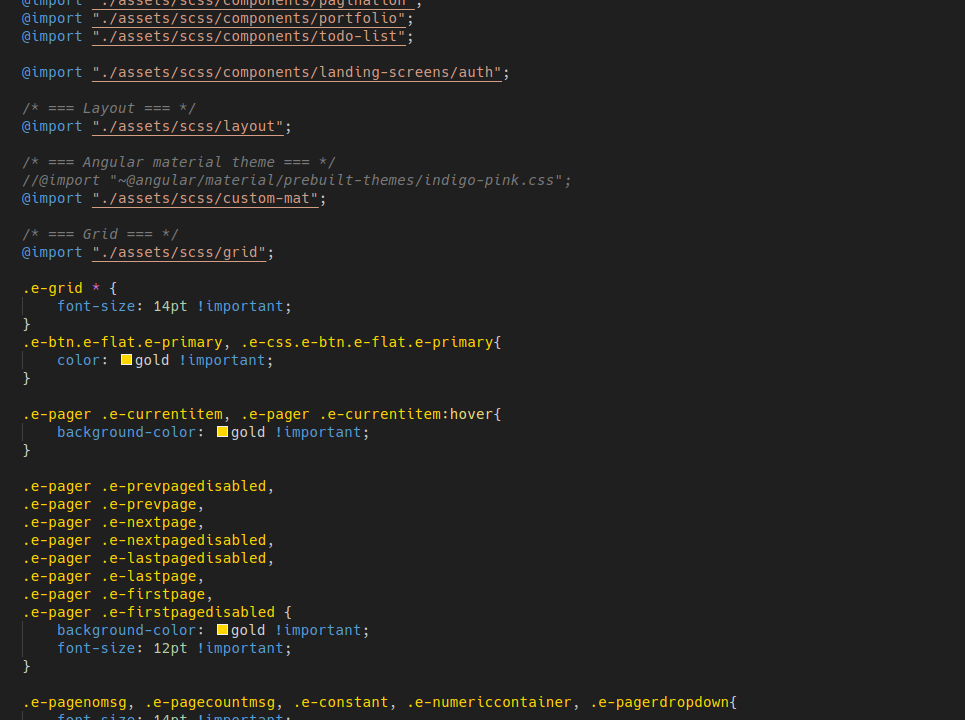 @import "./assets/scss/components/pagination";
@import "./assets/scss/components/portfolio";
@import "./assets/scss/components/todo-list";
@import "./assets/scss/components/landing-screens/auth";
/* === Layout === */
@import "./assets/scss/layout";
/* === Angular material theme === */
//@import "~@angular/material/prebuilt-themes/indigo-pink.css";
@import "./assets/scss/custom-mat";
/* === Grid === */
@import "./assets/scss/grid";
.e-grid * {
font-size: 14pt !important;
}
.e-btn.e-flat.e-primary, .e-css.e-btn.e-flat.e-primary{
color: gold !important;
}
.e-pager .e-currentitem, .e-pager .e-currentitem:hover{
background-color: gold !important;
}
.e-pager .e-prevpagedisabled,
.e-pager .e-prevpage,
.e-pager .e-nextpage,
.e-pager .e-nextpagedisabled,
.e-pager .e-lastpagedisabled,
.e-pager .e-lastpage,
.e-pager .e-firstpage,
.e-pager .e-firstpagedisabled {
background-color: gold !important;
font-size: 12pt !important;
}
.e-pagenomsg, .e-pagecountmsg, .e-constant, .e-numericcontainer, .e-pagerdropdown{
font-size: 14pt !important;